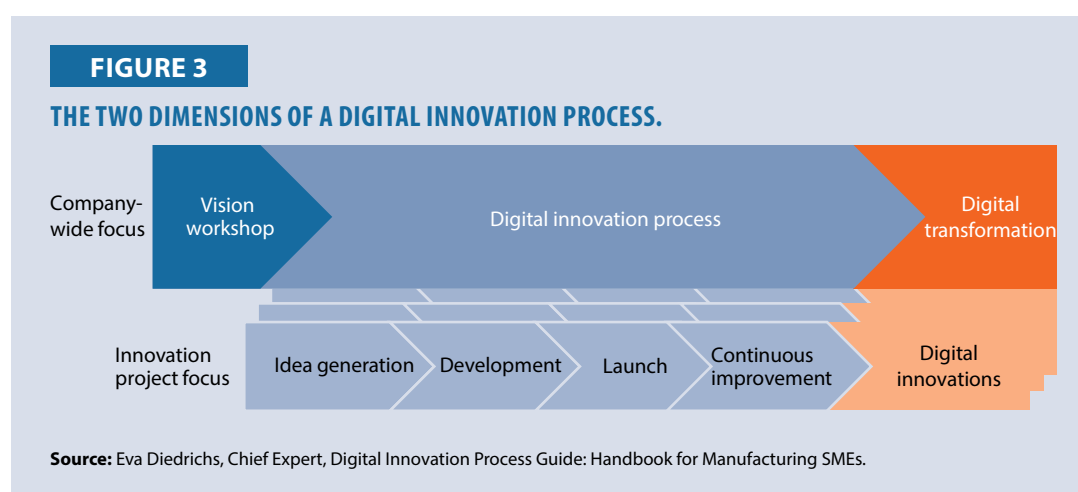 FIGURE 3
THE TWO DIMENSIONS OF A DIGITAL INNOVATION PROCESS.
Company-
wide focus
Vision
workshop
Digital innovation process
Digital
transformation
Innovation
project focus
Idea generation
Development
Launch
Continuous
improvement
Digital
innovations
Source: Eva Diedrichs, Chief Expert, Digital Innovation Process Guide: Handbook for Manufacturing SMEs.